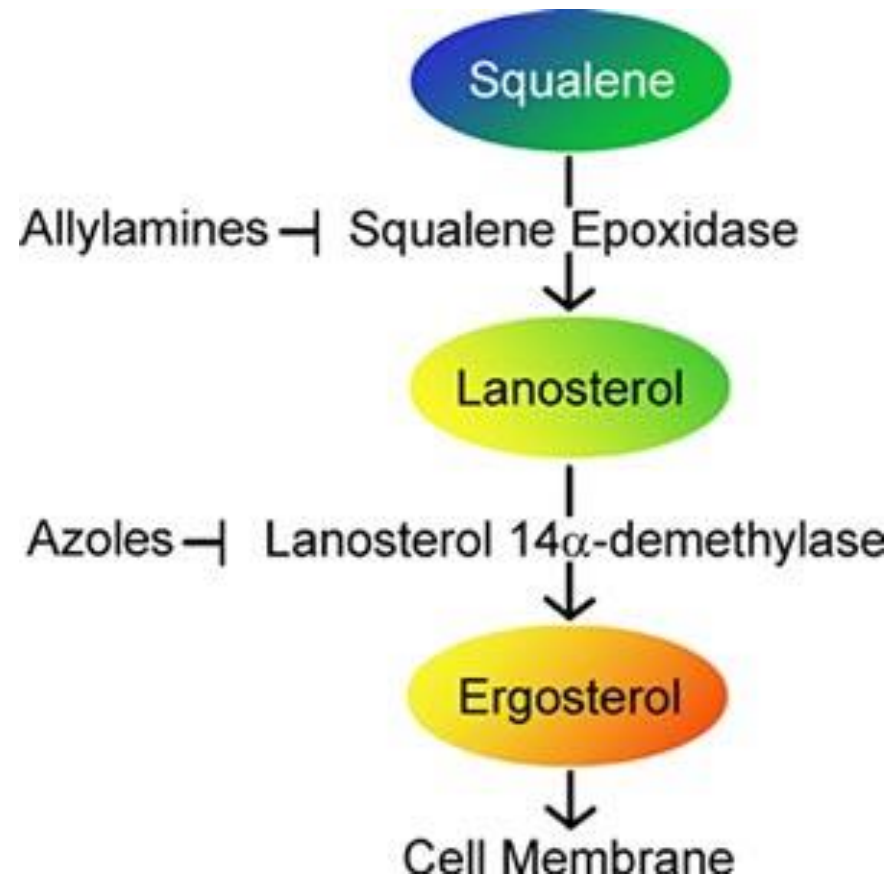 Squalene
Allylamines Squalene Epoxidase
Lanosterol
Azoles Lanosterol 14α-demethylase
Ergosterol
Cell Membrane